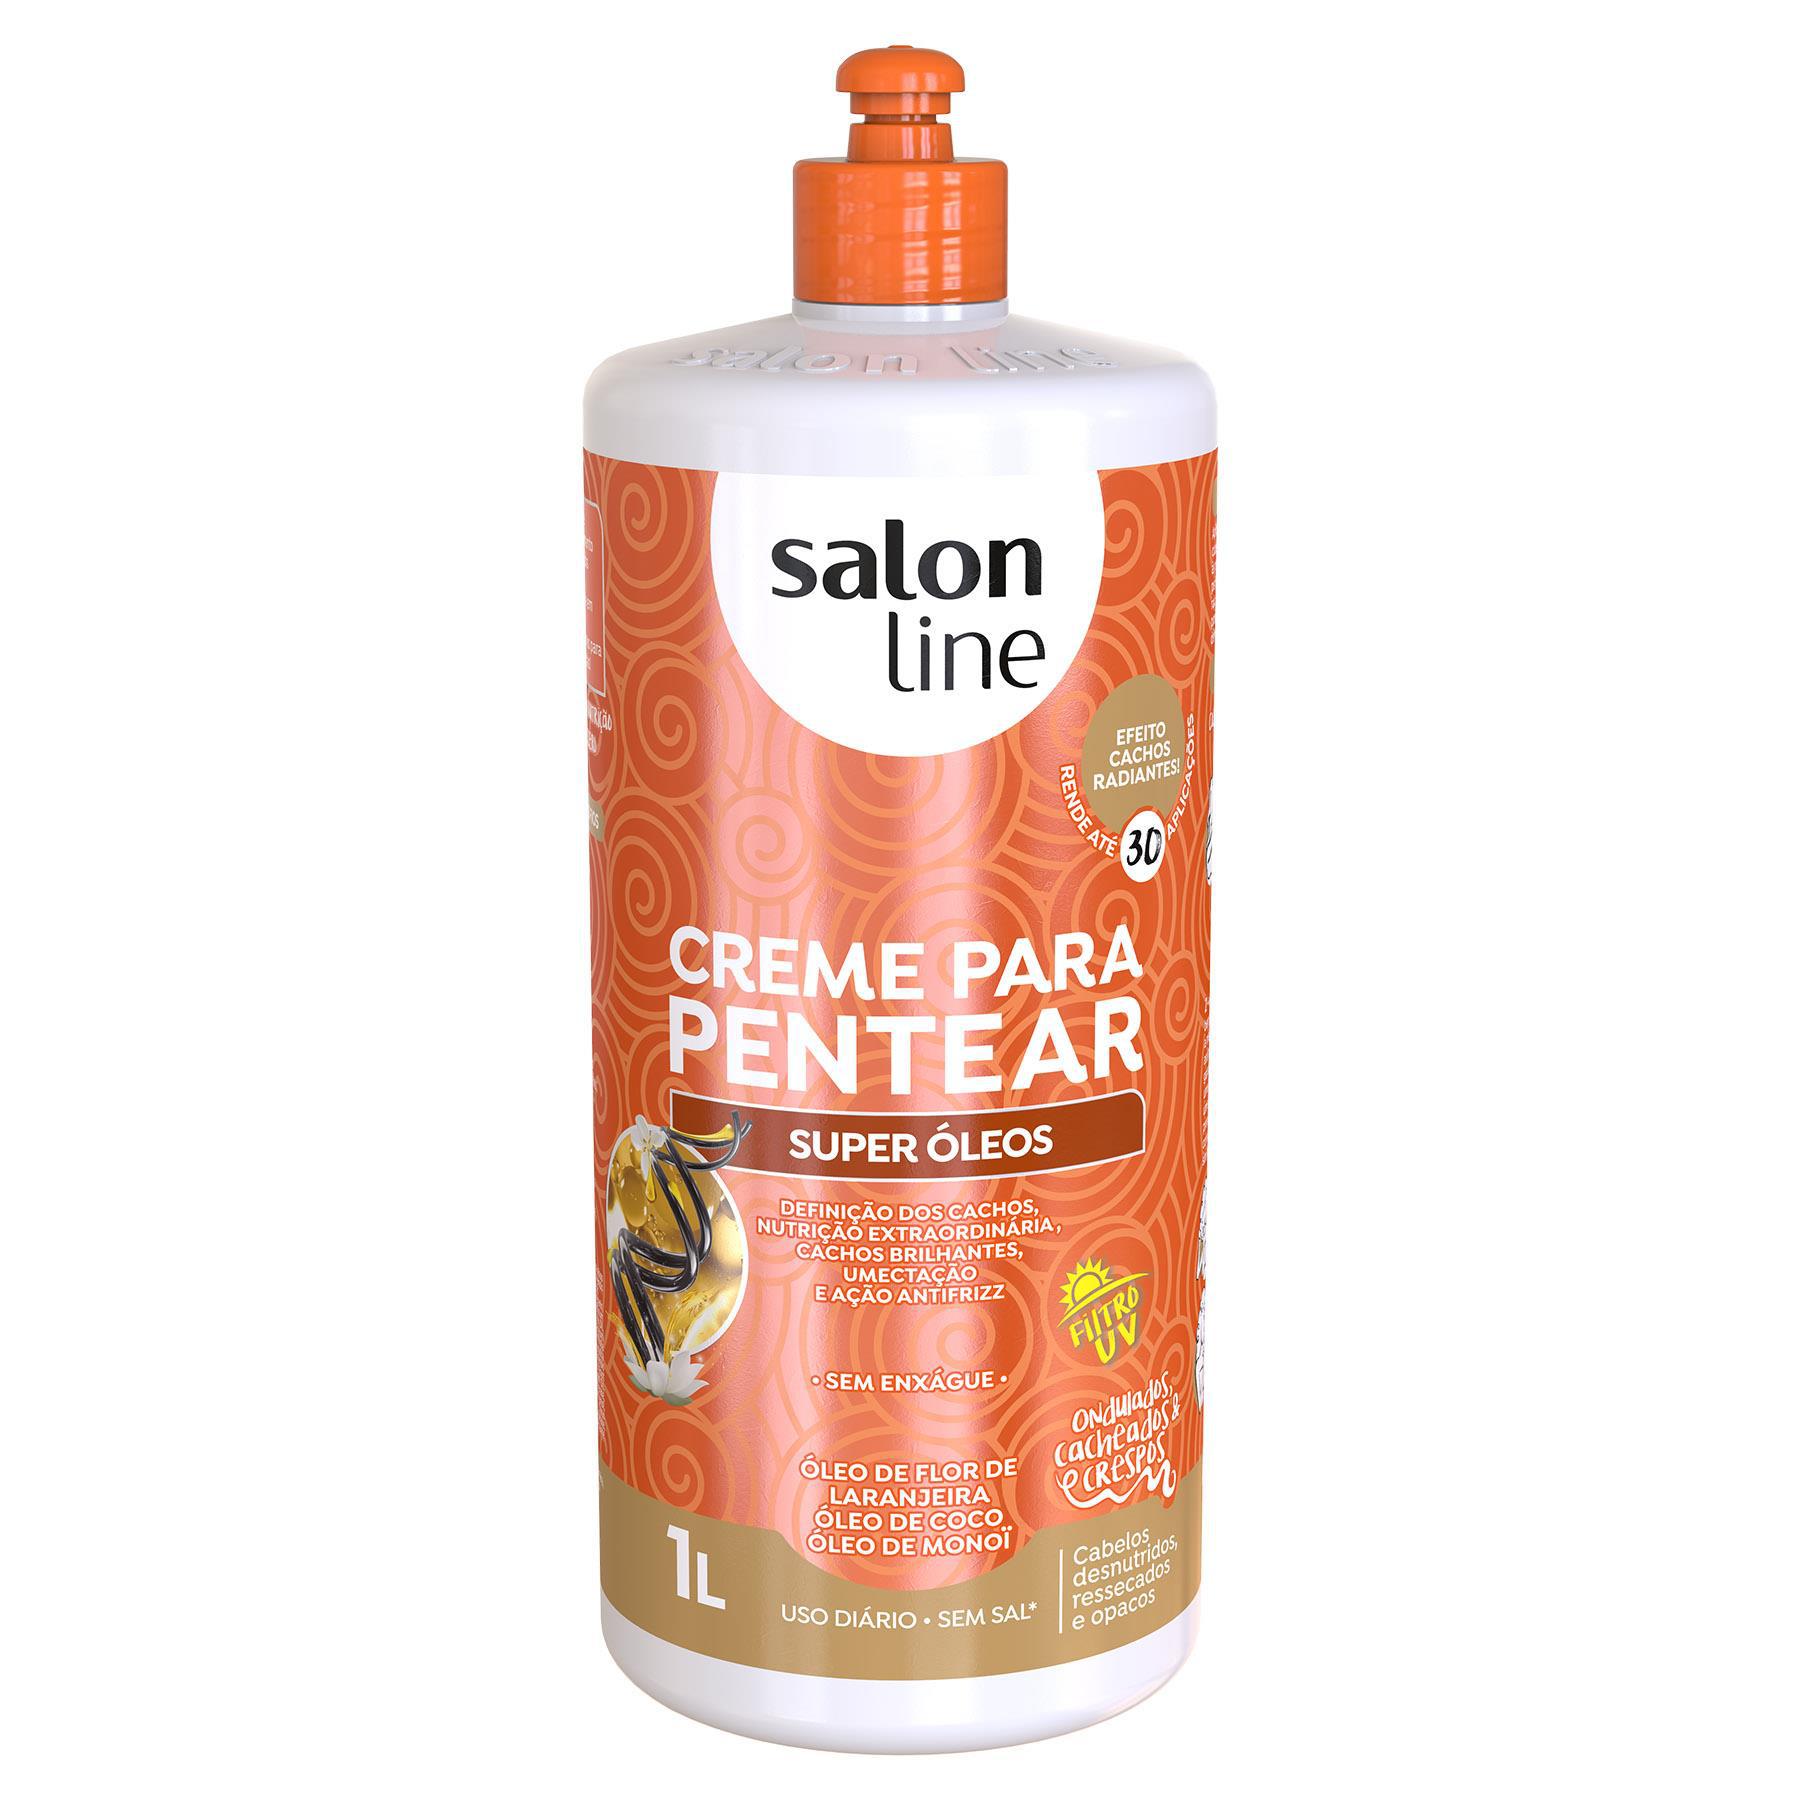 salon line
salon
line
EFEITO
CACHOS
RADIANTES!
RENDE ATÉ 30 APLICAÇÕES
CREME PARA
PENTEAR
SUPER ÓLEOS
DEFINIÇÃO DOS CACHOS,
NUTRIÇÃO EXTRAORDINÁRIA,
CACHOS BRILHANTES,
UMECTAÇÃO
E AÇÃO ANTIFRIZZ
FILTRO
UV
• SEM ENXÁGUE •
ONDULADOS,
CACHEADOS &
E CRESPOS
ÓLEO DE FLOR DE
LARANJEIRA
ÓLEO DE COCO
ÓLEO DE MONOÏ
1L
USO DIÁRIO • SEM SAL*
Cabelos
desnutridos,
ressecados
e opacos